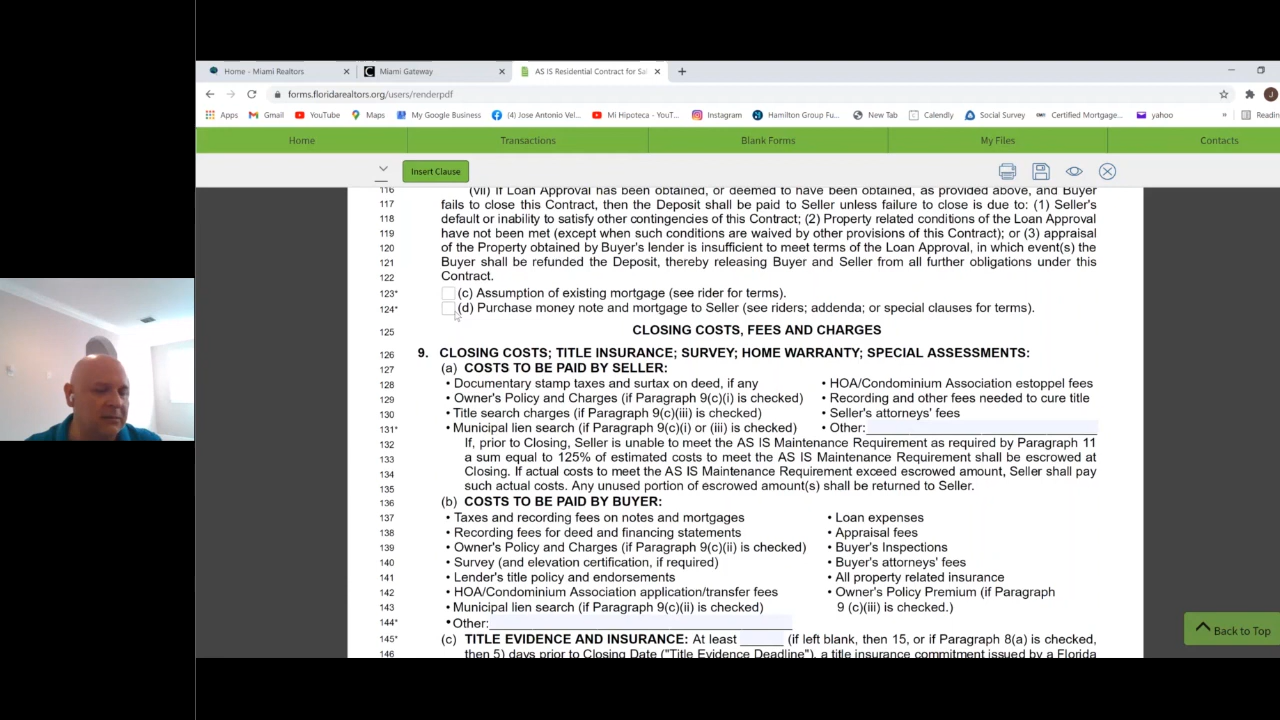 Home - Miami Realtors
Miami Gateway
AS IS Residential Contract for Sa
forms.floridarealtors.org/users/renderpdf
Apps Gmail YouTube Maps My Google Business (4) Jose Antonio Vel... Mi Hipoteca - YouT... Instagram Hamilton Group Fu... New Tab Calendly Social Survey Certified Mortgage... yahoo » Readin
Home Transactions Blank Forms My Files Contacts
Insert Clause
116 (vii) If Loan Approval has been obtained, or deemed to have been obtained, as provided above, and Buyer
117 fails to close this Contract, then the Deposit shall be paid to Seller unless failure to close is due to: (1) Seller's
118 default or inability to satisfy other contingencies of this Contract; (2) Property related conditions of the Loan Approval
119 have not been met (except when such conditions are waived by other provisions of this Contract); or (3) appraisal
120 of the Property obtained by Buyer's lender is insufficient to meet terms of the Loan Approval, in which event(s) the
121 Buyer shall be refunded the Deposit, thereby releasing Buyer and Seller from all further obligations under this
122 Contract.
123* (c) Assumption of existing mortgage (see rider for terms).
124* (d) Purchase money note and mortgage to Seller (see riders; addenda; or special clauses for terms).
125 CLOSING COSTS, FEES AND CHARGES
126 9. CLOSING COSTS; TITLE INSURANCE; SURVEY; HOME WARRANTY; SPECIAL ASSESSMENTS:
127 (a) COSTS TO BE PAID BY SELLER:
128 • Documentary stamp taxes and surtax on deed, if any • HOA/Condominium Association estoppel fees
129 • Owner's Policy and Charges (if Paragraph 9(c)(i) is checked) • Recording and other fees needed to cure title
130 • Title search charges (if Paragraph 9(c)(iii) is checked) • Seller's attorneys' fees
131* • Municipal lien search (if Paragraph 9(c)(i) or (iii) is checked) • Other:
132 If, prior to Closing, Seller is unable to meet the AS IS Maintenance Requirement as required by Paragraph 11
133 a sum equal to 125% of estimated costs to meet the AS IS Maintenance Requirement shall be escrowed at
134 Closing. If actual costs to meet the AS IS Maintenance Requirement exceed escrowed amount, Seller shall pay
135 such actual costs. Any unused portion of escrowed amount(s) shall be returned to Seller.
136 (b) COSTS TO BE PAID BY BUYER:
137 • Taxes and recording fees on notes and mortgages • Loan expenses
138 • Recording fees for deed and financing statements • Appraisal fees
139 • Owner's Policy and Charges (if Paragraph 9(c)(ii) is checked) • Buyer's Inspections
140 • Survey (and elevation certification, if required) • Buyer's attorneys' fees
141 • Lender's title policy and endorsements • All property related insurance
142 • HOA/Condominium Association application/transfer fees • Owner's Policy Premium (if Paragraph
143 • Municipal lien search (if Paragraph 9(c)(ii) is checked) 9 (c)(iii) is checked.)
144* • Other:
145* (c) TITLE EVIDENCE AND INSURANCE: At least ______ (if left blank, then 15, or if Paragraph 8(a) is checked,
146 then 5) days prior to Closing Date ("Title Evidence Deadline"), a title insurance commitment issued by a Florida
Back to Top